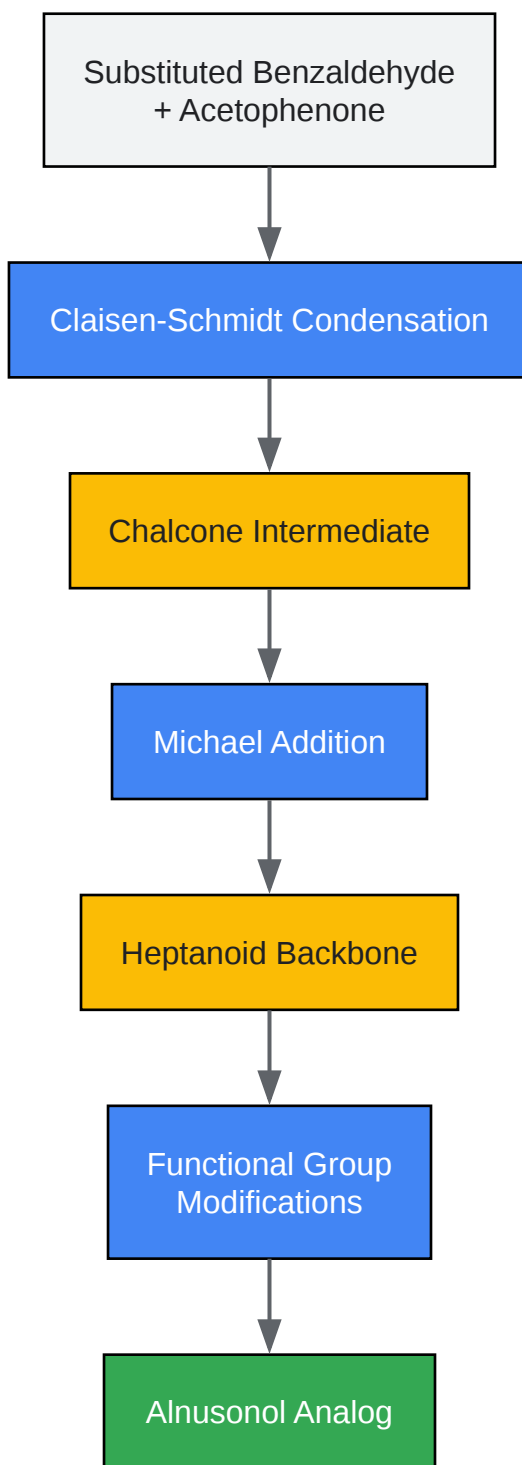 Substituted Benzaldehyde
+ Acetophenone
Claisen-Schmidt Condensation
Chalcone Intermediate
Michael Addition
Heptanoid Backbone
Functional Group
Modifications
Alnusonol Analog